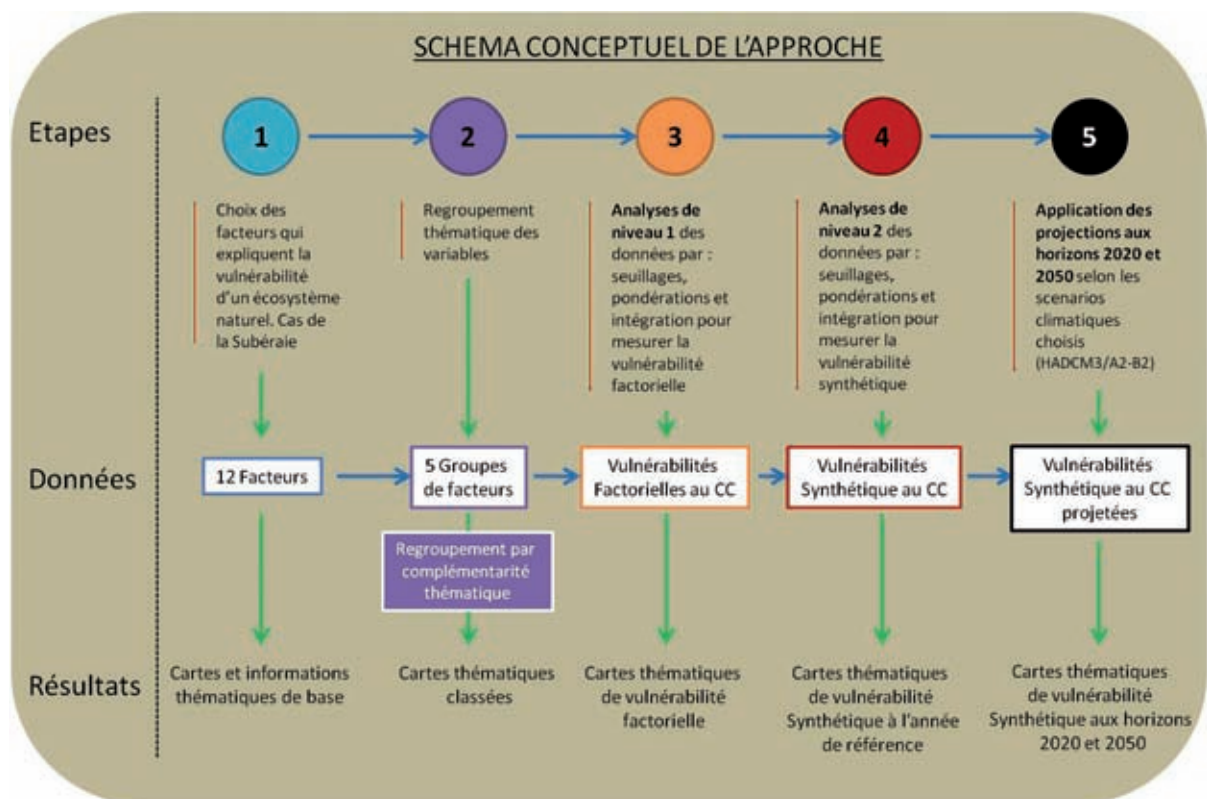 SCHEMA CONCEPTUEL DE L'APPROCHE
Etapes
1
2
3
4
5
Choix des
facteurs qui
expliquent la
vulnérabilité
d'un écosystème
naturel. Cas de
la Subéraie
Regroupement
thématique des
variables
Analyses de
niveau 1 des
données par :
seuillages,
pondérations et
intégration pour
mesurer la
vulnérabilité
factorielle
Analyses de
niveau 2 des
données par :
seuillages,
pondérations et
intégration pour
mesurer la
vulnérabilité
synthétique
Application des
projections aux
horizons 2020 et
2050 selon les
scenarios
climatiques
choisis
(HADCM3/A2-B2)
Données
12 Facteurs
5 Groupes
de facteurs
Regroupement par
complémentarité
thématique
Vulnérabilités
Factorielles au CC
Vulnérabilités
Synthétique au CC
Vulnérabilités
Synthétique au CC
projetées
Résultats
Cartes et informations
thématiques de base
Cartes thématiques
classées
Cartes thématiques
de vulnérabilité
factorielle
Cartes thématiques
de vulnérabilité
Synthétique à l'année
de référence
Cartes thématiques
de vulnérabilité
Synthétique aux horizons
2020 et 2050